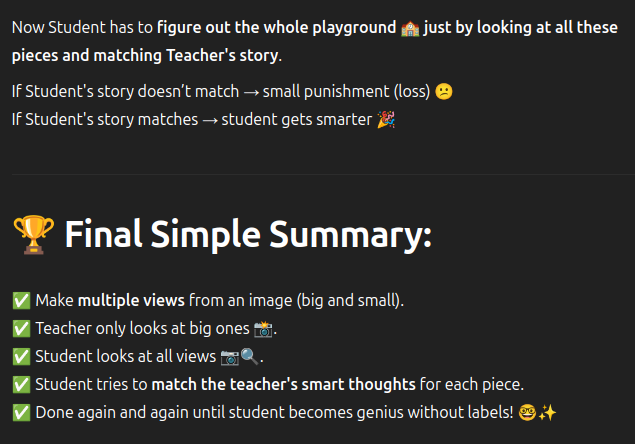 Now Student has to figure out the whole playground 🏫 just by looking at all these
pieces and matching Teacher's story.
If Student's story doesn't match → small punishment (loss) 😕
If Student's story matches → student gets smarter 🎉
🏆 Final Simple Summary:
✅ Make multiple views from an image (big and small).
✅ Teacher only looks at big ones 📸.
✅ Student looks at all views 📷🔍.
✅ Student tries to match the teacher's smart thoughts for each piece.
✅ Done again and again until student becomes genius without labels! 🤓✨